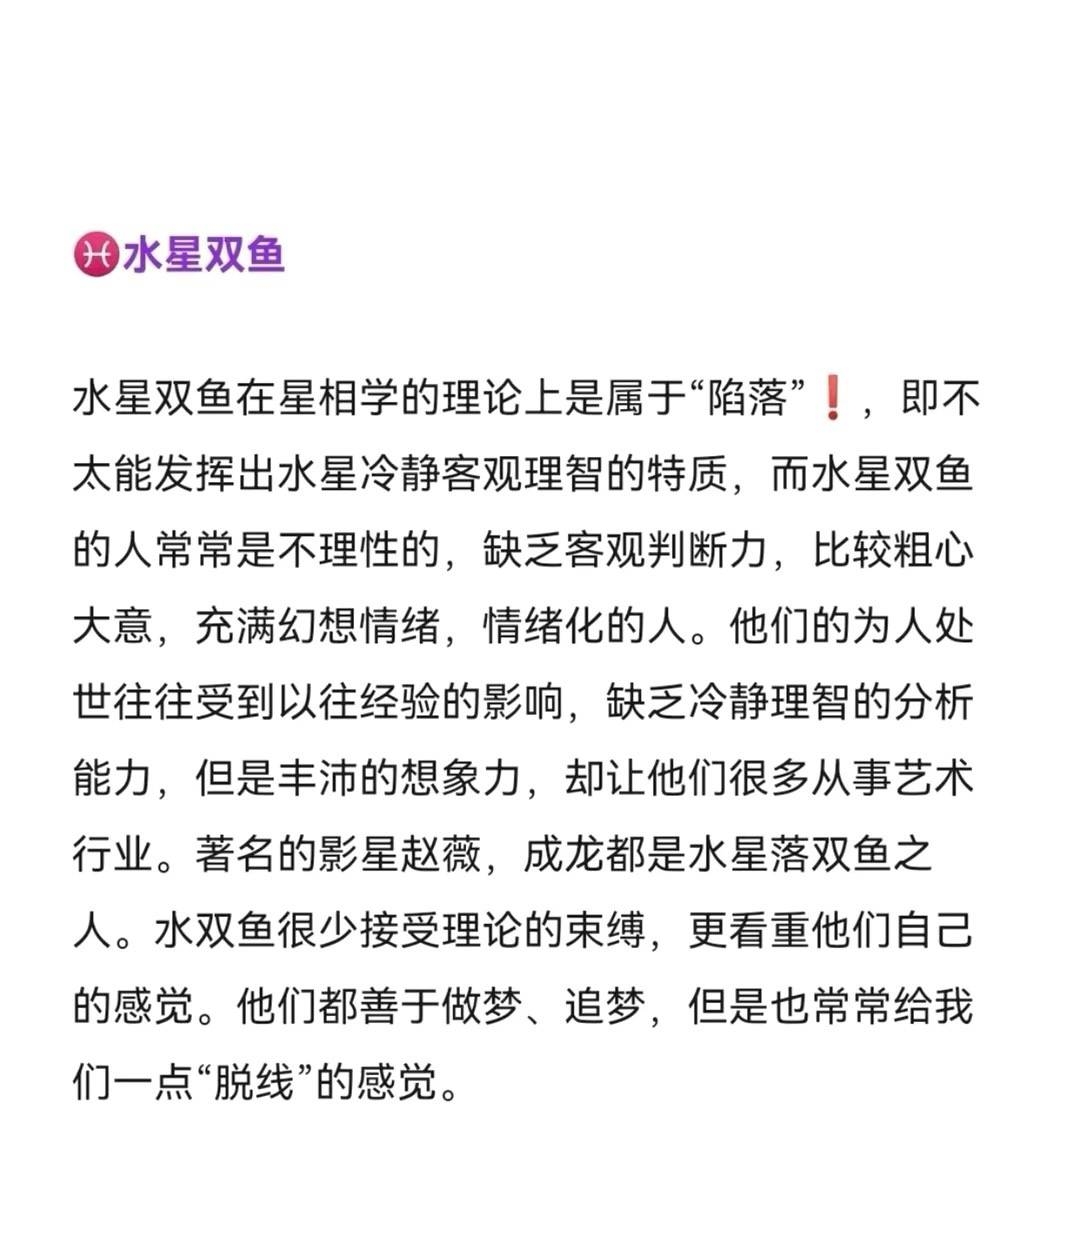 ♓水星双鱼
水星双鱼在星相学的理论上是属于“陷落”❗，即不
太能发挥出水星冷静客观理智的特质，而水星双鱼
的人常常是不理性的，缺乏客观判断力，比较粗心
大意，充满幻想情绪，情绪化的人。他们的为人处
世往往受到以往经验的影响，缺乏冷静理智的分析
能力，但是丰沛的想象力，却让他们很多从事艺术
行业。著名的影星赵薇，成龙都是水星落双鱼之
人。水双鱼很少接受理论的束缚，更看重他们自己
的感觉。他们都善于做梦、追梦，但是也常常给我
们一点“脱线”的感觉。